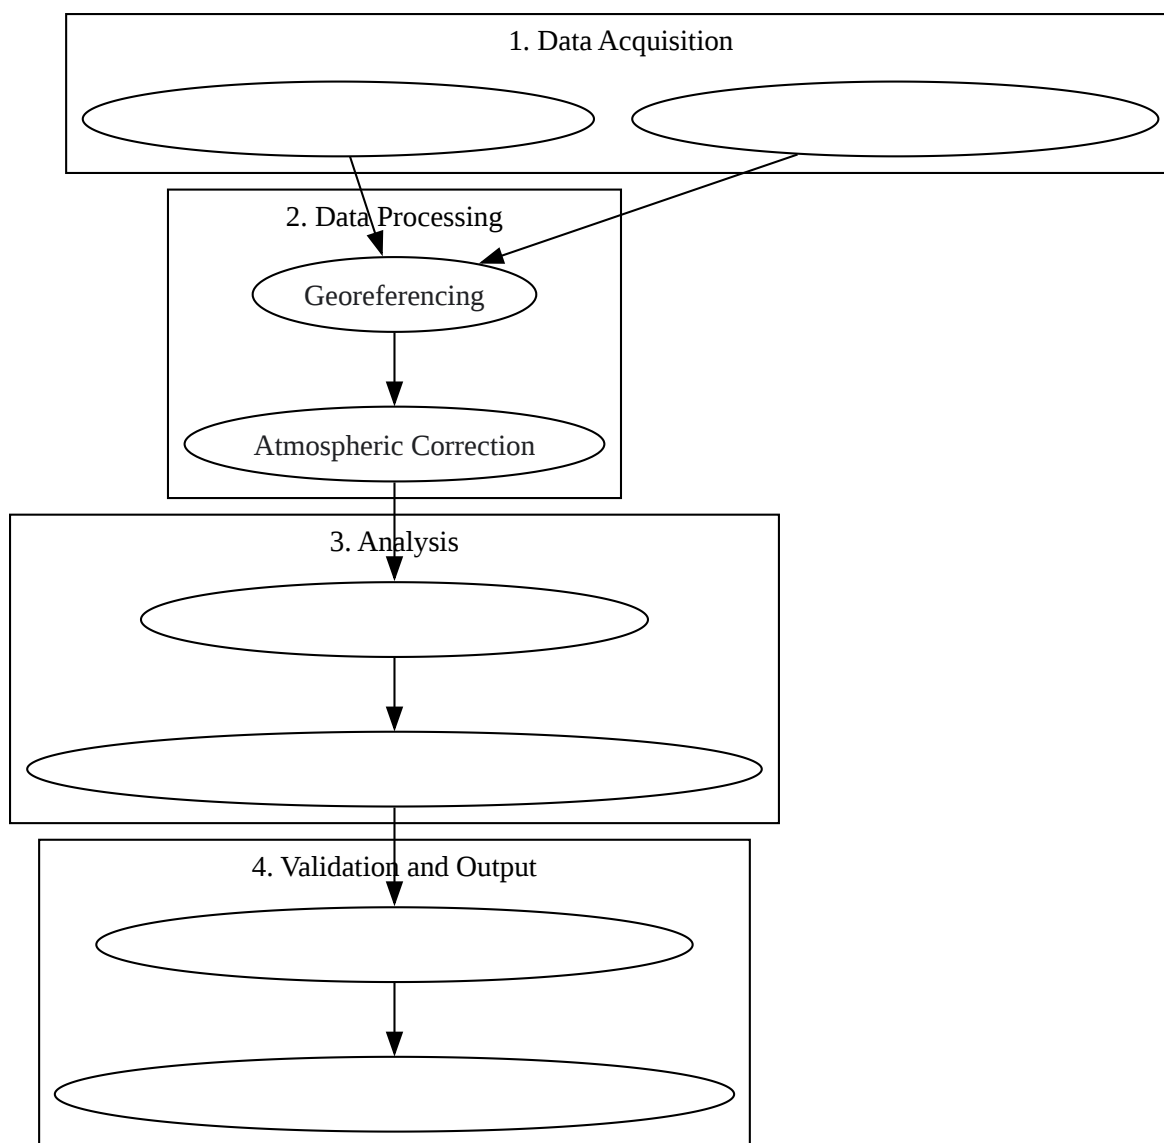 1. Data Acquisition
2. Data Processing
Georeferencing
Atmospheric Correction
3. Analysis
4. Validation and Output